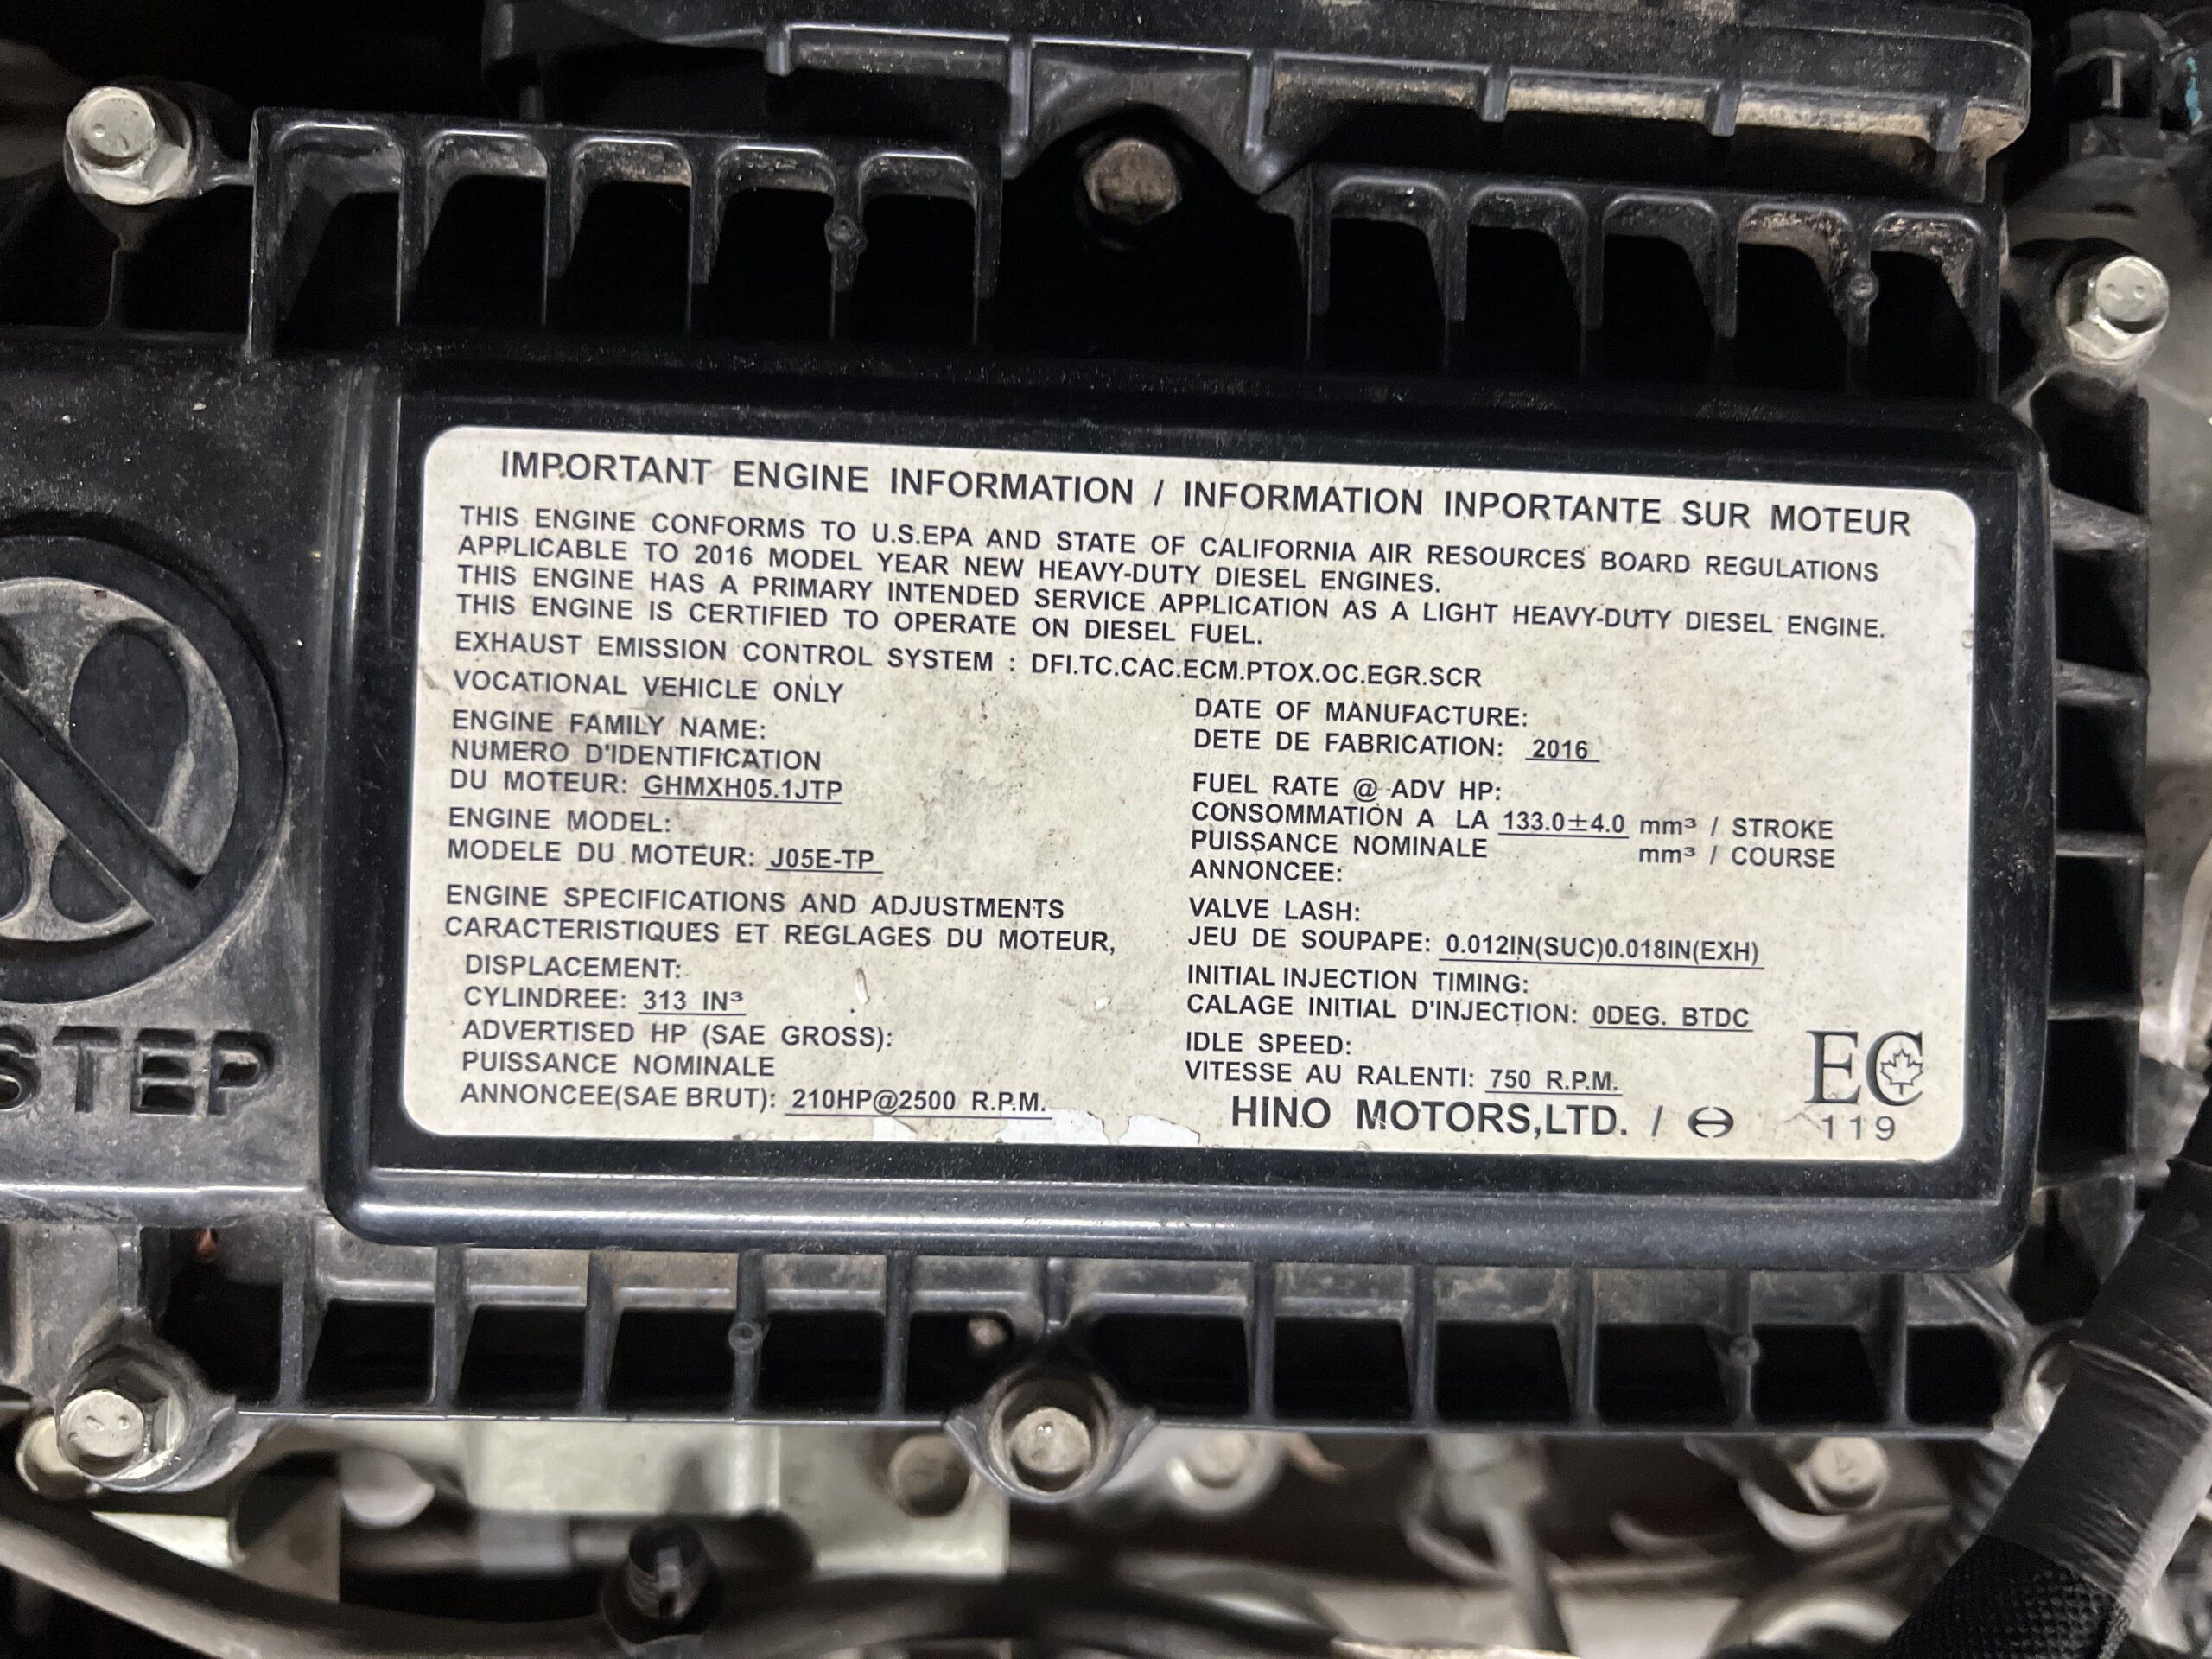 IMPORTANT ENGINE INFORMATION / INFORMATION INPORTANTE SUR MOTEUR
THIS ENGINE CONFORMS TO U.S.EPA AND STATE OF CALIFORNIA AIR RESOURCES BOARD REGULATIONS
APPLICABLE TO 2016 MODEL YEAR NEW HEAVY-DUTY DIESEL ENGINES.
THIS ENGINE HAS A PRIMARY INTENDED SERVICE APPLICATION AS A LIGHT HEAVY-DUTY DIESEL ENGINE.
THIS ENGINE IS CERTIFIED TO OPERATE ON DIESEL FUEL.
EXHAUST EMISSION CONTROL SYSTEM : DFI.TC.CAC.ECM.PTOX.OC.EGR.SCR
VOCATIONAL VEHICLE ONLY
ENGINE FAMILY NAME:
NUMERO D'IDENTIFICATION
DU MOTEUR: GHMXH05.1JTP
ENGINE MODEL:
MODELE DU MOTEUR: J05E-TP
ENGINE SPECIFICATIONS AND ADJUSTMENTS
CARACTERISTIQUES ET REGLAGES DU MOTEUR,
DISPLACEMENT:
CYLINDREE: 313 IN³
ADVERTISED HP (SAE GROSS):
PUISSANCE NOMINALE
ANNONCEE(SAE BRUT): 210HP@2500 R.P.M.
DATE OF MANUFACTURE:
DETE DE FABRICATION: 2016
FUEL RATE @ ADV HP:
CONSOMMATION A LA 133.0±4.0 mm³ / STROKE
PUISSANCE NOMINALE mm³ / COURSE
ANNONCEE:
VALVE LASH:
JEU DE SOUPAPE: 0.012IN(SUC)0.018IN(EXH)
INITIAL INJECTION TIMING:
CALAGE INITIAL D'INJECTION: 0DEG. BTDC
IDLE SPEED:
VITESSE AU RALENTI: 750 R.P.M.
HINO MOTORS,LTD. /
EC
119
STEP